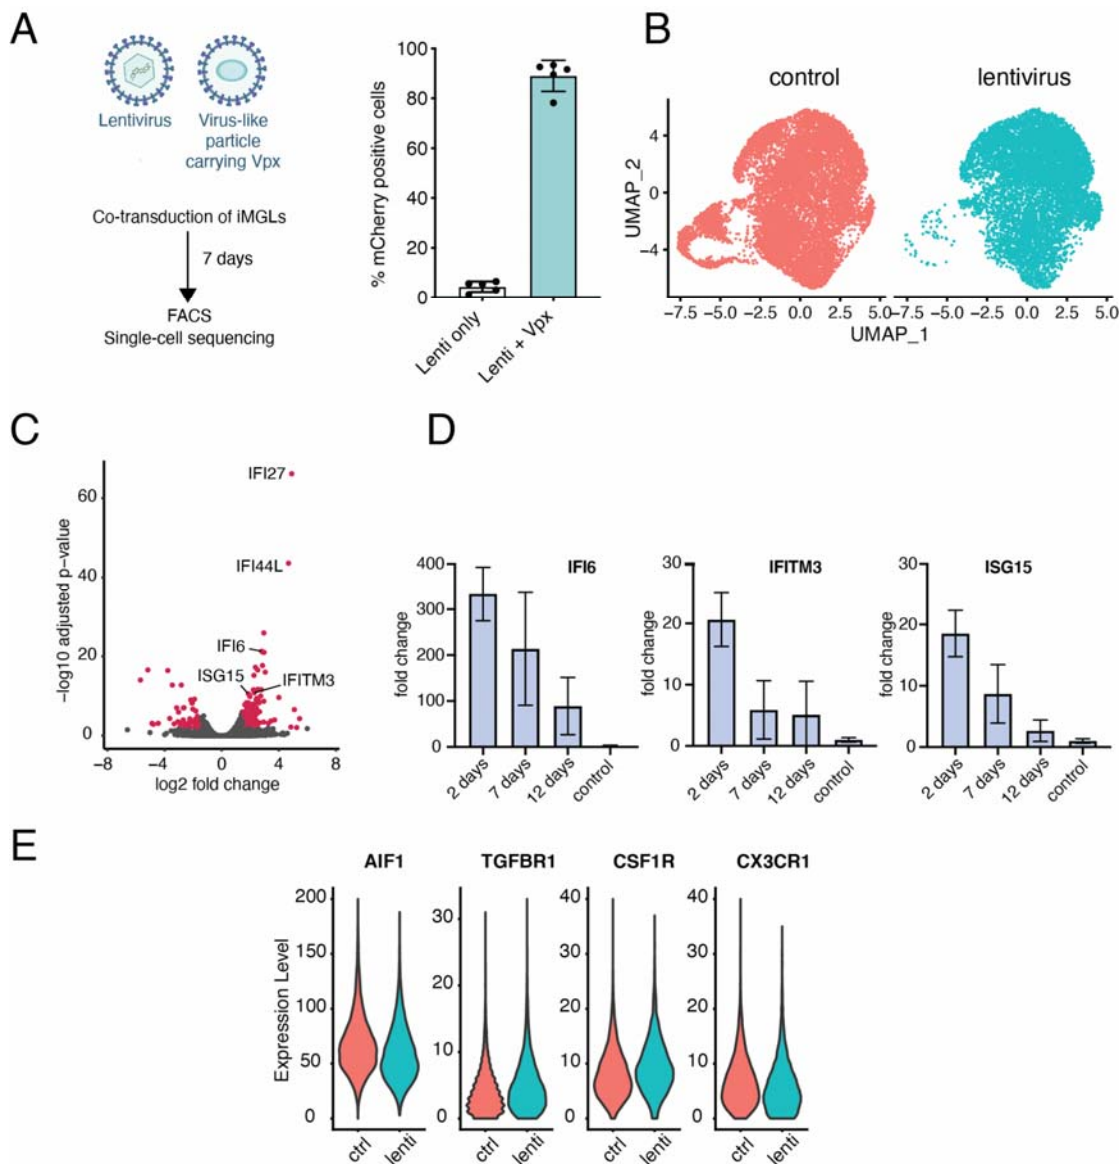 A
Lentivirus
Virus-like
particle
carrying Vpx
Co-transduction of iMGLs
7 days
FACS
Single-cell sequencing
% mCherry positive cells
100
80
60
40
20
0
Lenti only
Lenti + Vpx
B
control
lentivirus
UMAP_2
4
0
−4
−7.5 −5.0 −2.5 0.0 2.5 5.0
−7.5 −5.0 −2.5 0.0 2.5 5.0
UMAP_1
C
−log10 adjusted p-value
60
40
20
0
IFI27
IFI44L
IFI6
ISG15
IFITM3
−8 −4 0 4 8
log2 fold change
D
IFI6
fold change
400
300
200
100
0
2 days
7 days
12 days
control
IFITM3
fold change
30
20
10
0
2 days
7 days
12 days
control
ISG15
fold change
30
20
10
0
2 days
7 days
12 days
control
E
AIF1
TGFBR1
CSF1R
CX3CR1
Expression Level
200
150
100
50
0
ctrl
lenti
30
20
10
0
ctrl
lenti
40
30
20
10
0
ctrl
lenti
40
30
20
10
0
ctrl
lenti